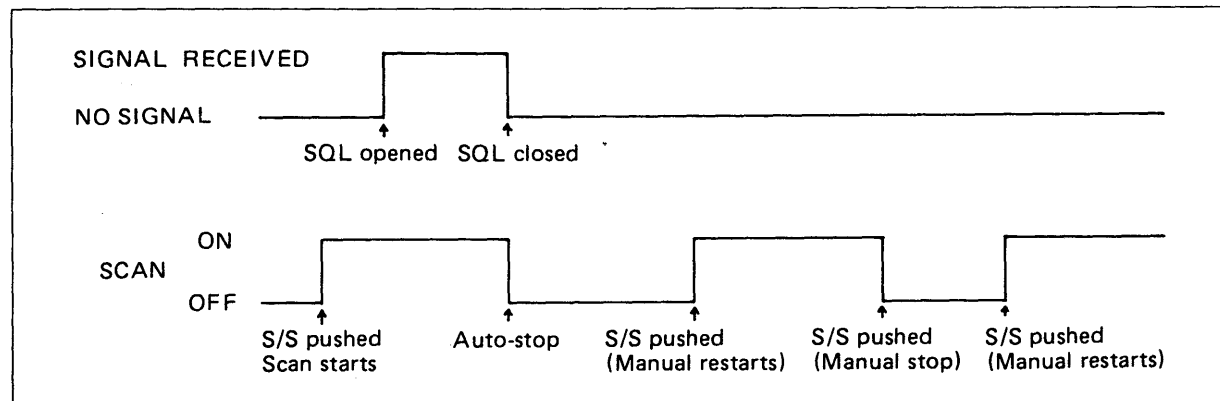 SIGNAL RECEIVED
NO SIGNAL
SQL opened SQL closed
ON
SCAN
OFF
S/S pushed
Scan starts
Auto-stop
S/S pushed
(Manual restarts)
S/S pushed
(Manual stop)
S/S pushed
(Manual restarts)